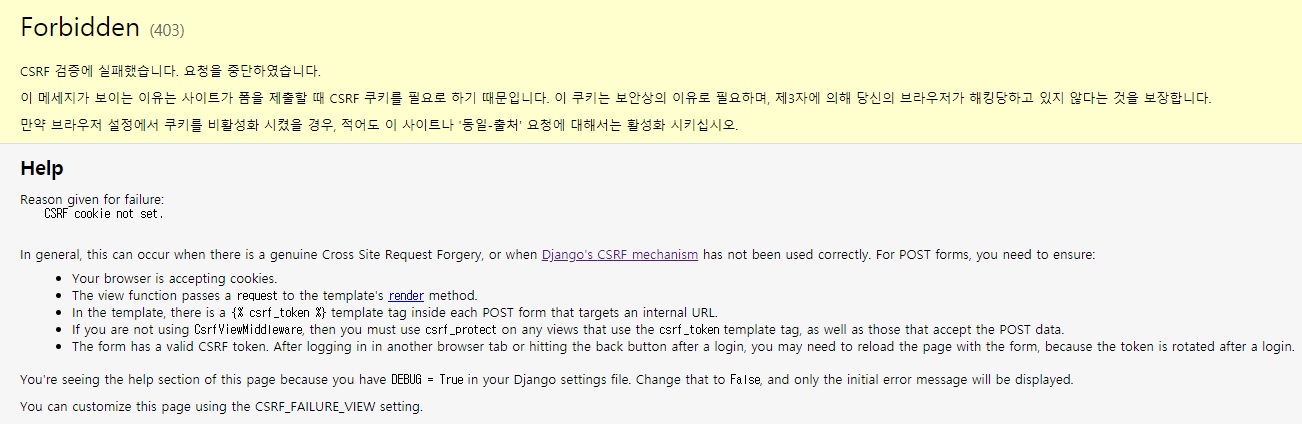 Forbidden (403)
CSRF 검증에 실패했습니다. 요청을 중단하였습니다.
이 메세지가 보이는 이유는 사이트가 폼을 제출할 때 CSRF 쿠키를 필요로 하기 때문입니다. 이 쿠키는 보안상의 이유로 필요하며, 제3자에 의해 당신의 브라우저가 해킹당하고 있지 않다는 것을 보장합니다.
만약 브라우저 설정에서 쿠키를 비활성화 시켰을 경우, 적어도 이 사이트나 '동일-출처' 요청에 대해서는 활성화 시키십시오.
Help
Reason given for failure:
CSRF cookie not set.
In general, this can occur when there is a genuine Cross Site Request Forgery, or when Django's CSRF mechanism has not been used correctly. For POST forms, you need to ensure:
• Your browser is accepting cookies.
• The view function passes a request to the template's render method.
• In the template, there is a {% csrf_token %} template tag inside each POST form that targets an internal URL.
• If you are not using CsrfViewMiddleware, then you must use csrf_protect on any views that use the csrf_token template tag, as well as those that accept the POST data.
• The form has a valid CSRF token. After logging in in another browser tab or hitting the back button after a login, you may need to reload the page with the form, because the token is rotated after a login.
You're seeing the help section of this page because you have DEBUG = True in your Django settings file. Change that to False, and only the initial error message will be displayed.
You can customize this page using the CSRF_FAILURE_VIEW setting.